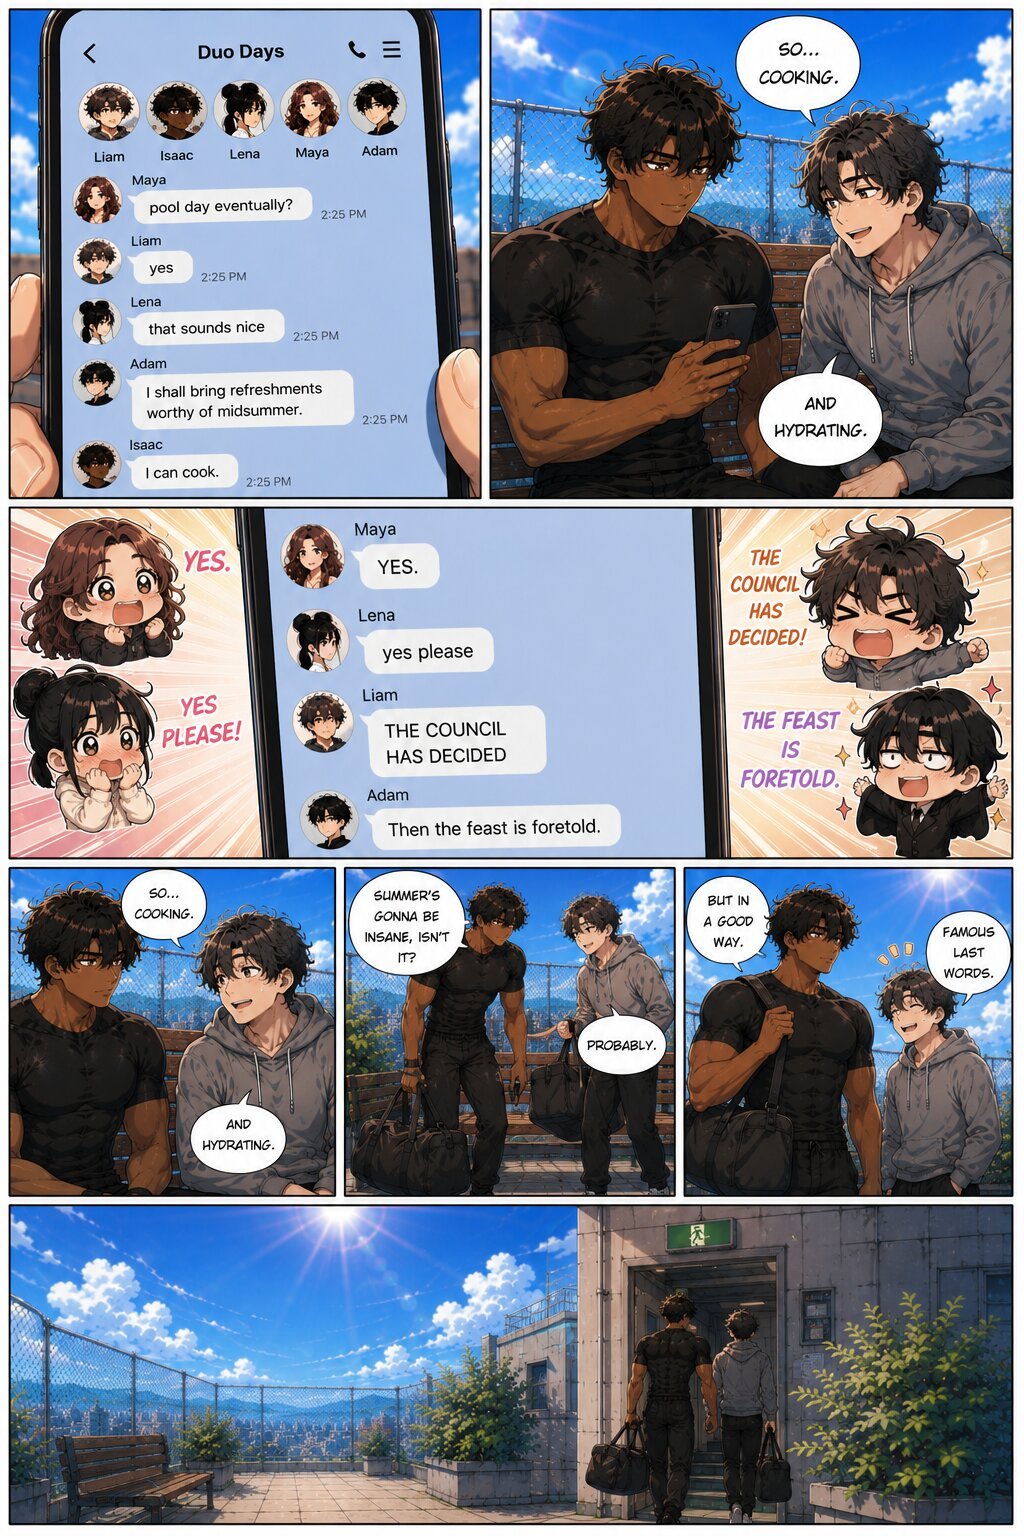 Duo Days
Liam
Isaac
Lena
Maya
Adam
Maya
pool day eventually?
2:25 PM
Liam
yes
2:25 PM
Lena
that sounds nice
2:25 PM
Adam
I shall bring refreshments
worthy of midsummer.
2:25 PM
Isaac
I can cook.
2:25 PM
SO...
COOKING.
AND
HYDRATING.
YES.
YES
PLEASE!
Maya
YES.
Lena
yes please
Liam
THE COUNCIL
HAS DECIDED
Adam
Then the feast is foretold.
THE
COUNCIL
HAS
DECIDED!
THE FEAST
IS
FORETOLD.
SO...
COOKING.
AND
HYDRATING.
SUMMER'S
GONNA BE
INSANE, ISN'T
IT?
PROBABLY.
BUT IN
A GOOD
WAY.
FAMOUS
LAST
WORDS.